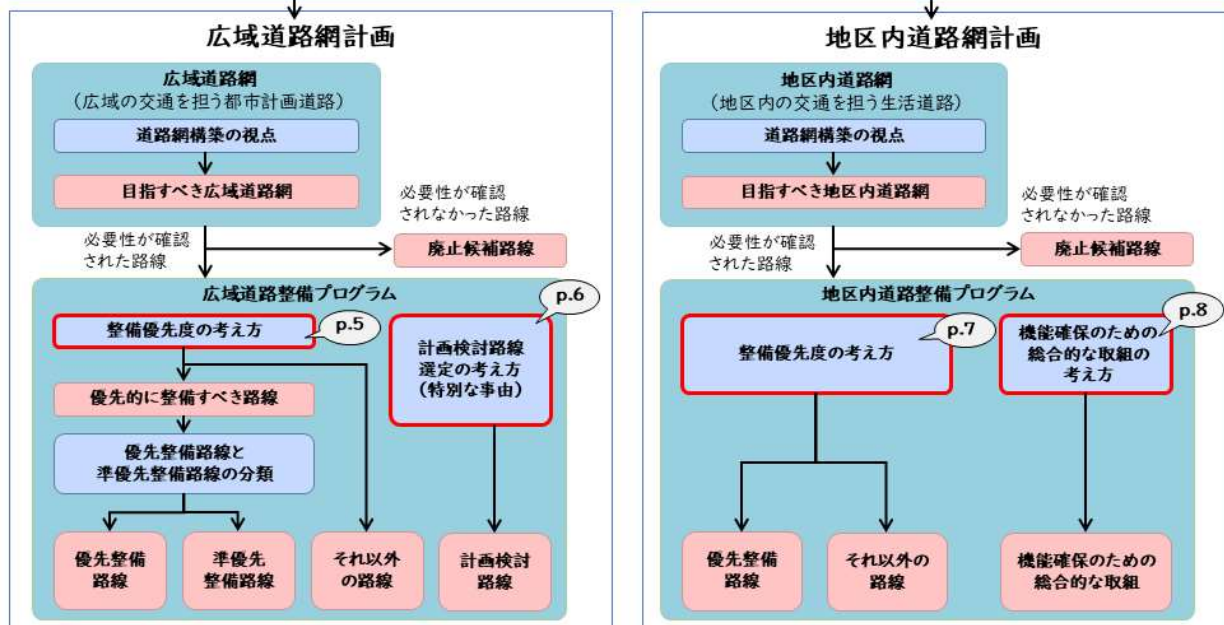 広域道路網計画
広域道路網
（広域の交通を担う都市計画道路）
道路網構築の視点
目指すべき広域道路網
必要性が確認
されなかった路線
必要性が確認
された路線
廃止候補路線
広域道路整備プログラム
整備優先度の考え方
p.5
p.6
計画検討路線
選定の考え方
（特別な事由）
優先的に整備すべき路線
優先整備路線と
準優先整備路線の分類
優先整備
路線
準優先
整備路線
それ以外
の路線
計画検討
路線
地区内道路網計画
地区内道路網
（地区内の交通を担う生活道路）
道路網構築の視点
目指すべき地区内道路網
必要性が確認
されなかった路線
必要性が確認
された路線
廃止候補路線
地区内道路整備プログラム
整備優先度の考え方
p.7
p.8
機能確保のための
総合的な取組の
考え方
優先整備
路線
それ以外の
路線
機能確保のための
総合的な取組